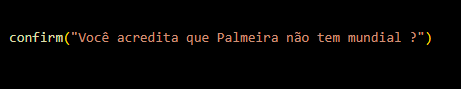 confirm("Você acredita que Palmeira não tem mundial ?")